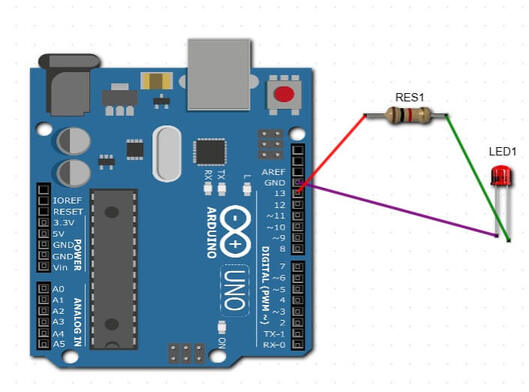 RES1
LED1
AREF
GND
13
12
~11
~10
~9
8
7
~6
~5
4
~3
2
TX-1
RX-0
DIGITAL (PWM ~)
IOREF
RESET
3.3V
5V
GND
GND
Vin
POWER
A0
A1
A2
A3
A4
A5
ANALOG IN
RX
TX
L
ARDUINO
UNO
ON